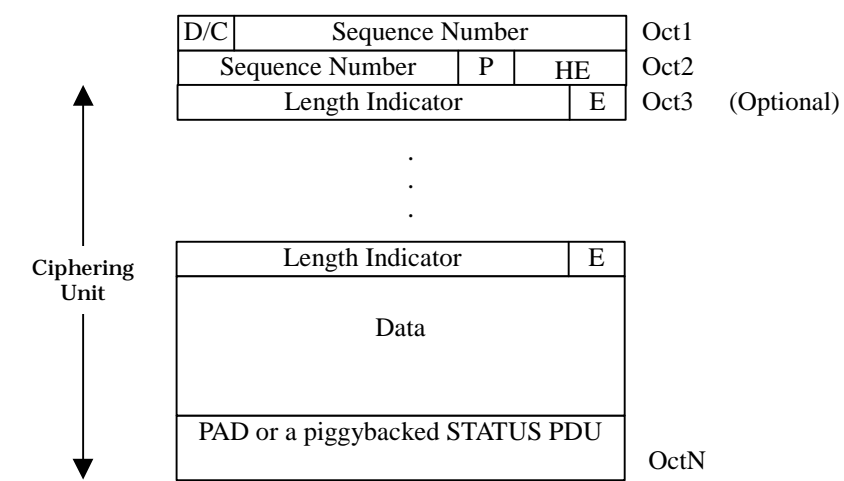 D/C Sequence Number Oct1
Sequence Number P HE Oct2
Length Indicator E Oct3 (Optional)
.
.
.
Length Indicator E
Ciphering
Unit
Data
PAD or a piggybacked STATUS PDU
OctN